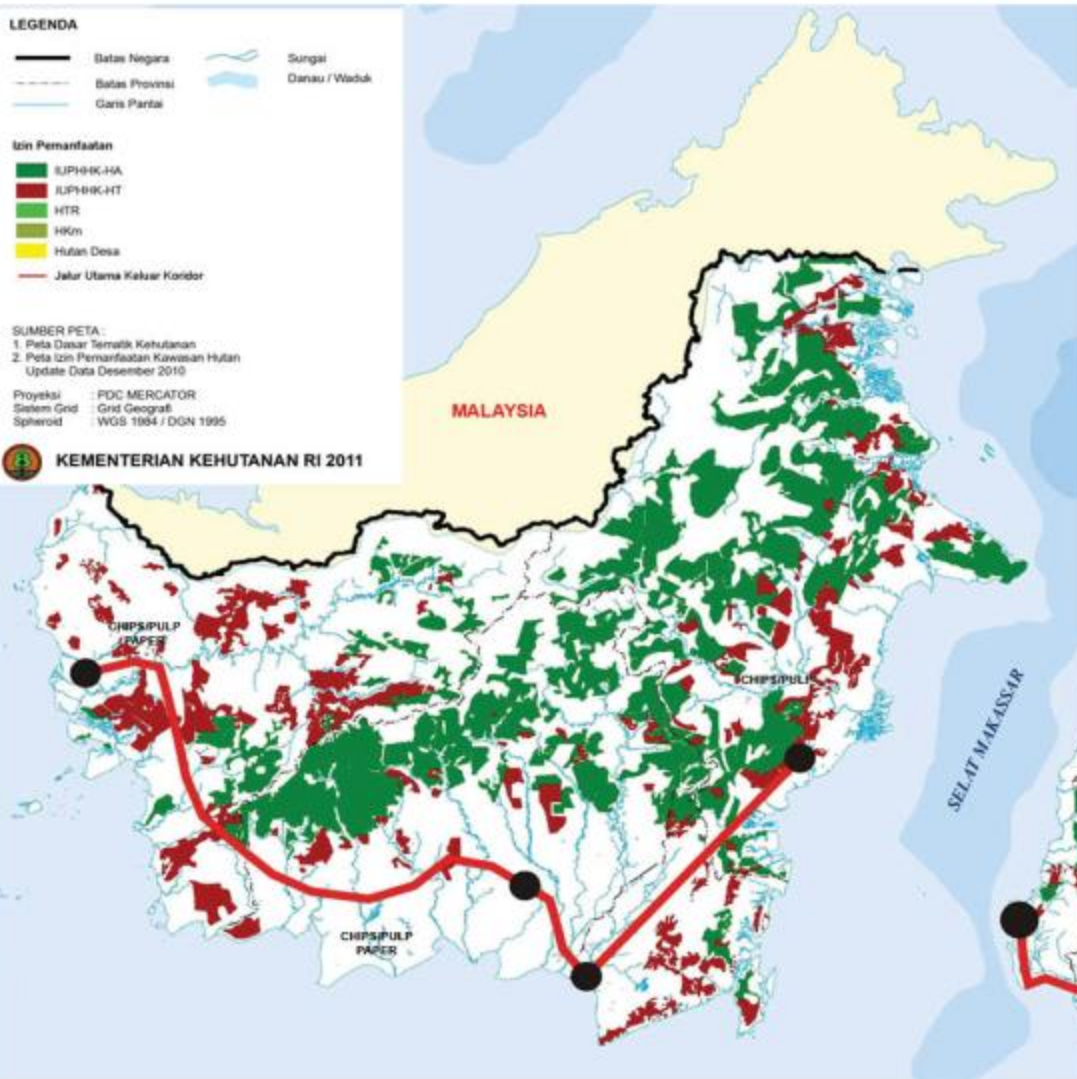 LEGENDA
Batas Negara
Batas Provinsi
Garis Pantai
Sungai
Danau / Waduk
Izin Pemanfaatan
IUPHHK-HA
IUPHHK-HT
HTR
HKm
Hutan Desa
Jalur Utama Keluar Koridor
SUMBER PETA :
1. Peta Dasar Tematik Kehutanan
2. Peta Izin Pemanfaatan Kawasan Hutan
Update Data Desember 2010
Proyeksi : PDC MERCATOR
Sistem Grid : Grid Geografi
Spheroid : WGS 1984 / DGN 1995
KEMENTERIAN KEHUTANAN RI 2011
MALAYSIA
CHIPS/PULP
PAPER
CHIPS/PULP
SELAT MAKASSAR
CHIPS/PULP
PAPER